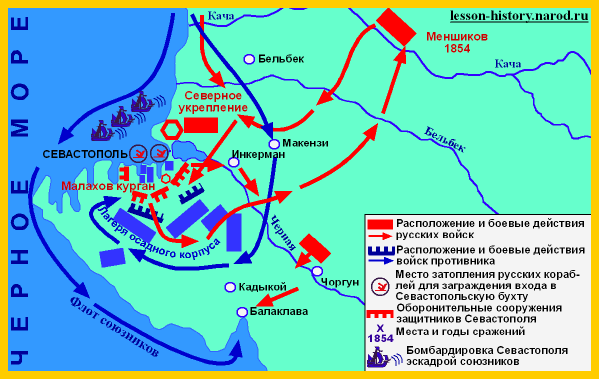 lesson-history.narod.ru
Кача
Меншиков
1854
Кача
Бельбек
Северное
укрепление
Бельбек
ЧЕРНОЕ МОРЕ
СЕВАСТОПОЛЬ
Макензи
Инкерман
Малахов курган
Лагеря осадного корпуса
Черная
Чоргун
Кадыкой
Балаклава
Флот союзников
Расположение и боевые действия
русских войск
Расположение и боевые действия
войск противника
Место затопления русских кораб-
лей для заграждения входа в
Севастопольскую бухту
Оборонительные сооружения
защитников Севастополя
X
1854
Места и годы сражений
Бомбардировка Севастополя
эскадрой союзников